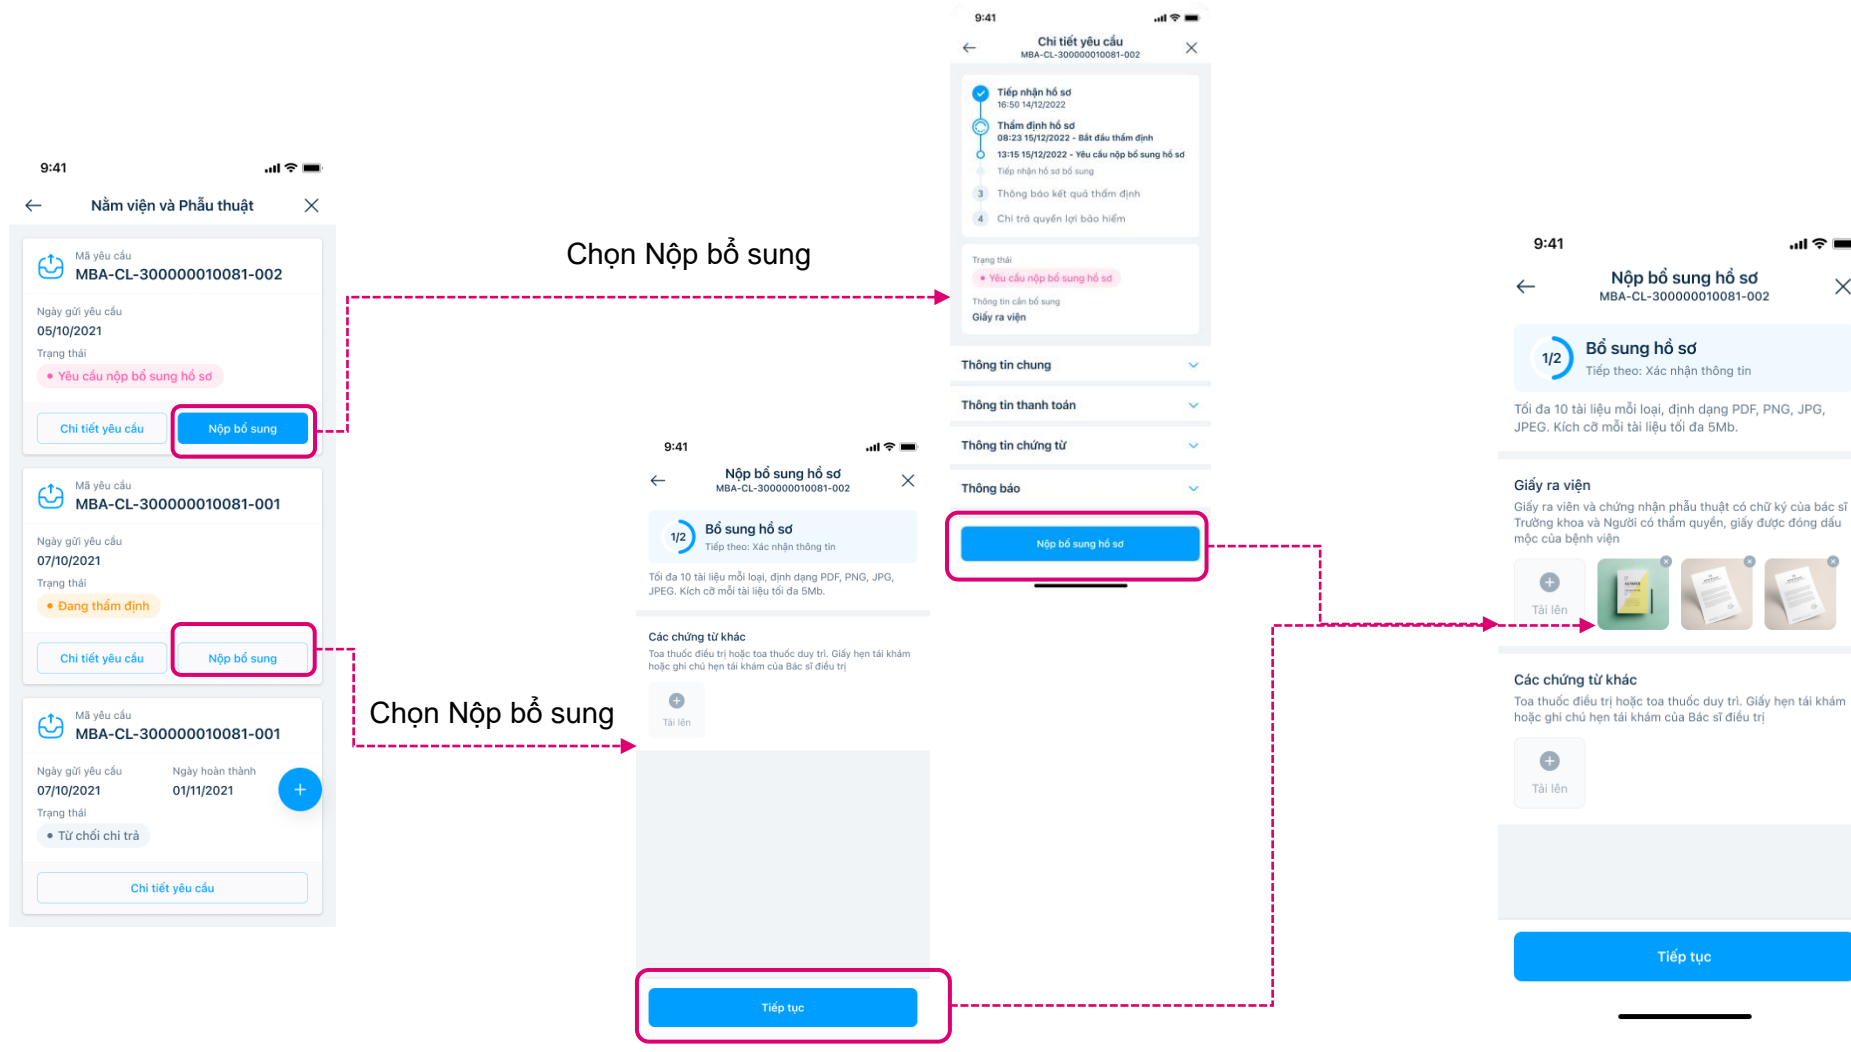 9:41
Nằm viện và Phẫu thuật
Mã yêu cầu
MBA-CL-300000010081-002
Ngày gửi yêu cầu
05/10/2021
Trạng thái
Yêu cầu nộp bổ sung hồ sơ
Chi tiết yêu cầu
Nộp bổ sung
Mã yêu cầu
MBA-CL-300000010081-001
Ngày gửi yêu cầu
07/10/2021
Trạng thái
Đang thẩm định
Chi tiết yêu cầu
Nộp bổ sung
Mã yêu cầu
MBA-CL-300000010081-001
Ngày gửi yêu cầu
Ngày hoàn thành
07/10/2021
01/11/2021
Trạng thái
Từ chối chi trả
Chi tiết yêu cầu
Chọn Nộp bổ sung
Chọn Nộp bổ sung
9:41
Nộp bổ sung hồ sơ
MBA-CL-300000010081-002
1/2
Bổ sung hồ sơ
Tiếp theo: Xác nhận thông tin
Tối đa 10 tài liệu mỗi loại, định dạng PDF, PNG, JPG,
JPEG. Kích cỡ mỗi tài liệu tối đa 5Mb.
Các chứng từ khác
Toa thuốc điều trị hoặc toa thuốc duy trì. Giấy hẹn tái khám
hoặc ghi chú hẹn tái khám của Bác sĩ điều trị
Tải lên
Tiếp tục
9:41
Chi tiết yêu cầu
MBA-CL-300000010081-002
Tiếp nhận hồ sơ
16:50 14/12/2022
Thẩm định hồ sơ
08:23 15/12/2022 - Bắt đầu thẩm định
13:15 15/12/2022 - Yêu cầu nộp bổ sung hồ sơ
Tiếp nhận hồ sơ bổ sung
3 Thông báo kết quả thẩm định
4 Chi trả quyền lợi bảo hiểm
Trạng thái
Yêu cầu nộp bổ sung hồ sơ
Thông tin cần bổ sung
Giấy ra viện
Thông tin chung
Thông tin thanh toán
Thông tin chứng từ
Thông báo
Nộp bổ sung hồ sơ
9:41
Nộp bổ sung hồ sơ
MBA-CL-300000010081-002
1/2
Bổ sung hồ sơ
Tiếp theo: Xác nhận thông tin
Tối đa 10 tài liệu mỗi loại, định dạng PDF, PNG, JPG,
JPEG. Kích cỡ mỗi tài liệu tối đa 5Mb.
Giấy ra viện
Giấy ra viên và chứng nhận phẫu thuật có chữ ký của bác sĩ
Trường khoa và Người có thẩm quyền, giấy được đóng dấu
mộc của bệnh viện
Tải lên
Các chứng từ khác
Toa thuốc điều trị hoặc toa thuốc duy trì. Giấy hẹn tái khám
hoặc ghi chú hẹn tái khám của Bác sĩ điều trị
Tải lên
Tiếp tục